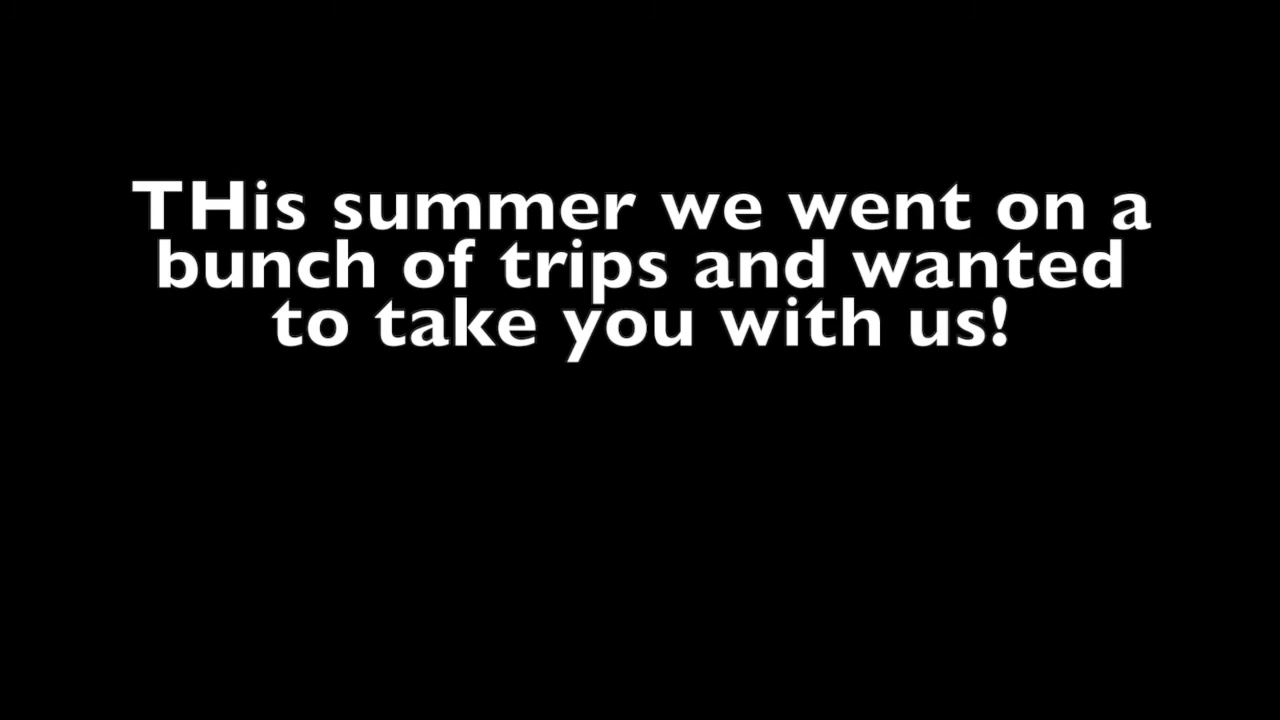 THis summer we went on a
bunch of trips and wanted
to take you with us!